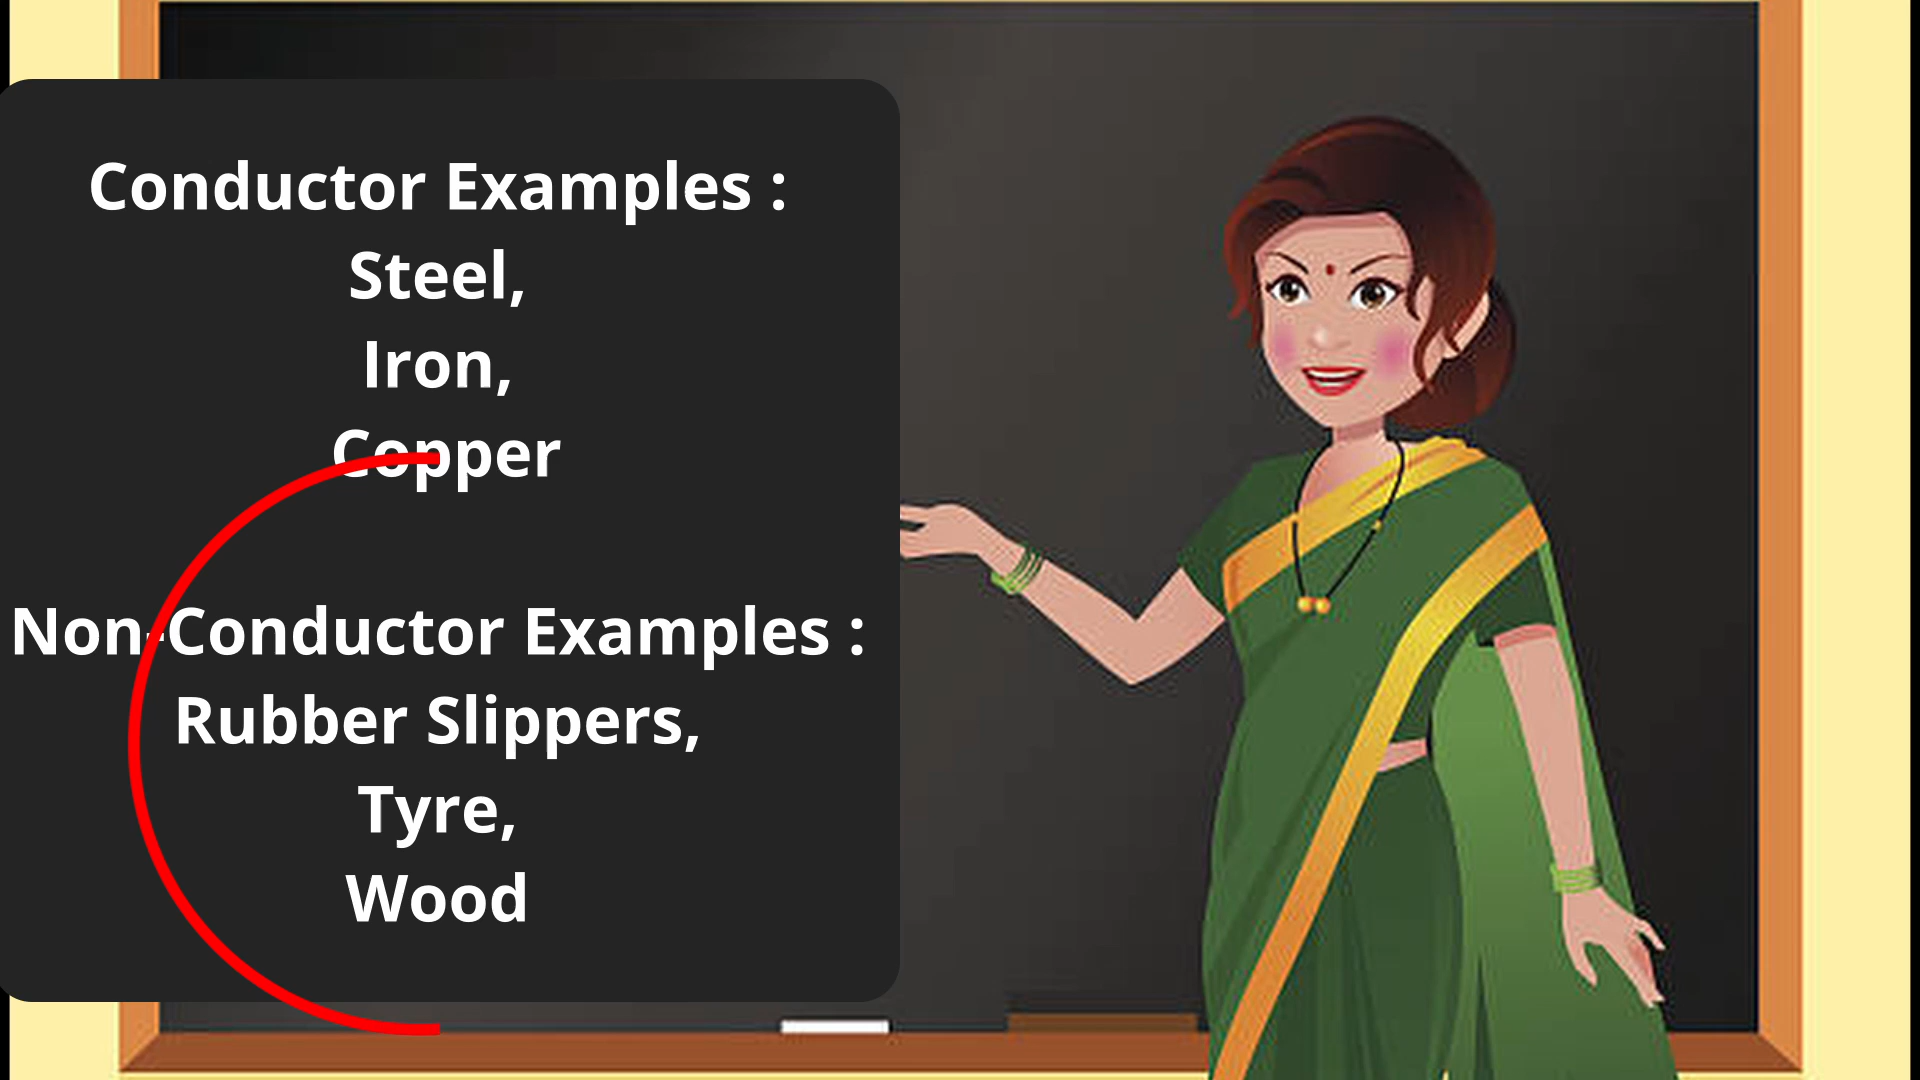 Conductor Examples :
Steel,
Iron,
Copper
Non-Conductor Examples :
Rubber Slippers,
Tyre,
Wood